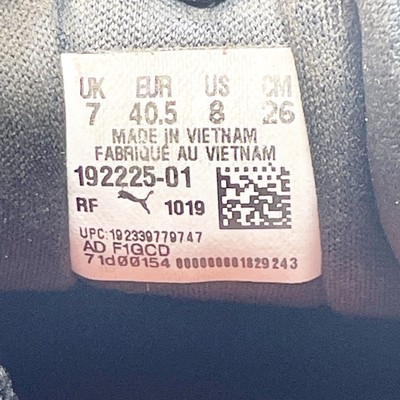 UK EUR US CM
7 40.5 8 26
MADE IN VIETNAM
FABRIQUÉ AU VIETNAM
192225-01
RF 1019
UPC:192339779747
AD F1GCD
71d00154 000000001829243